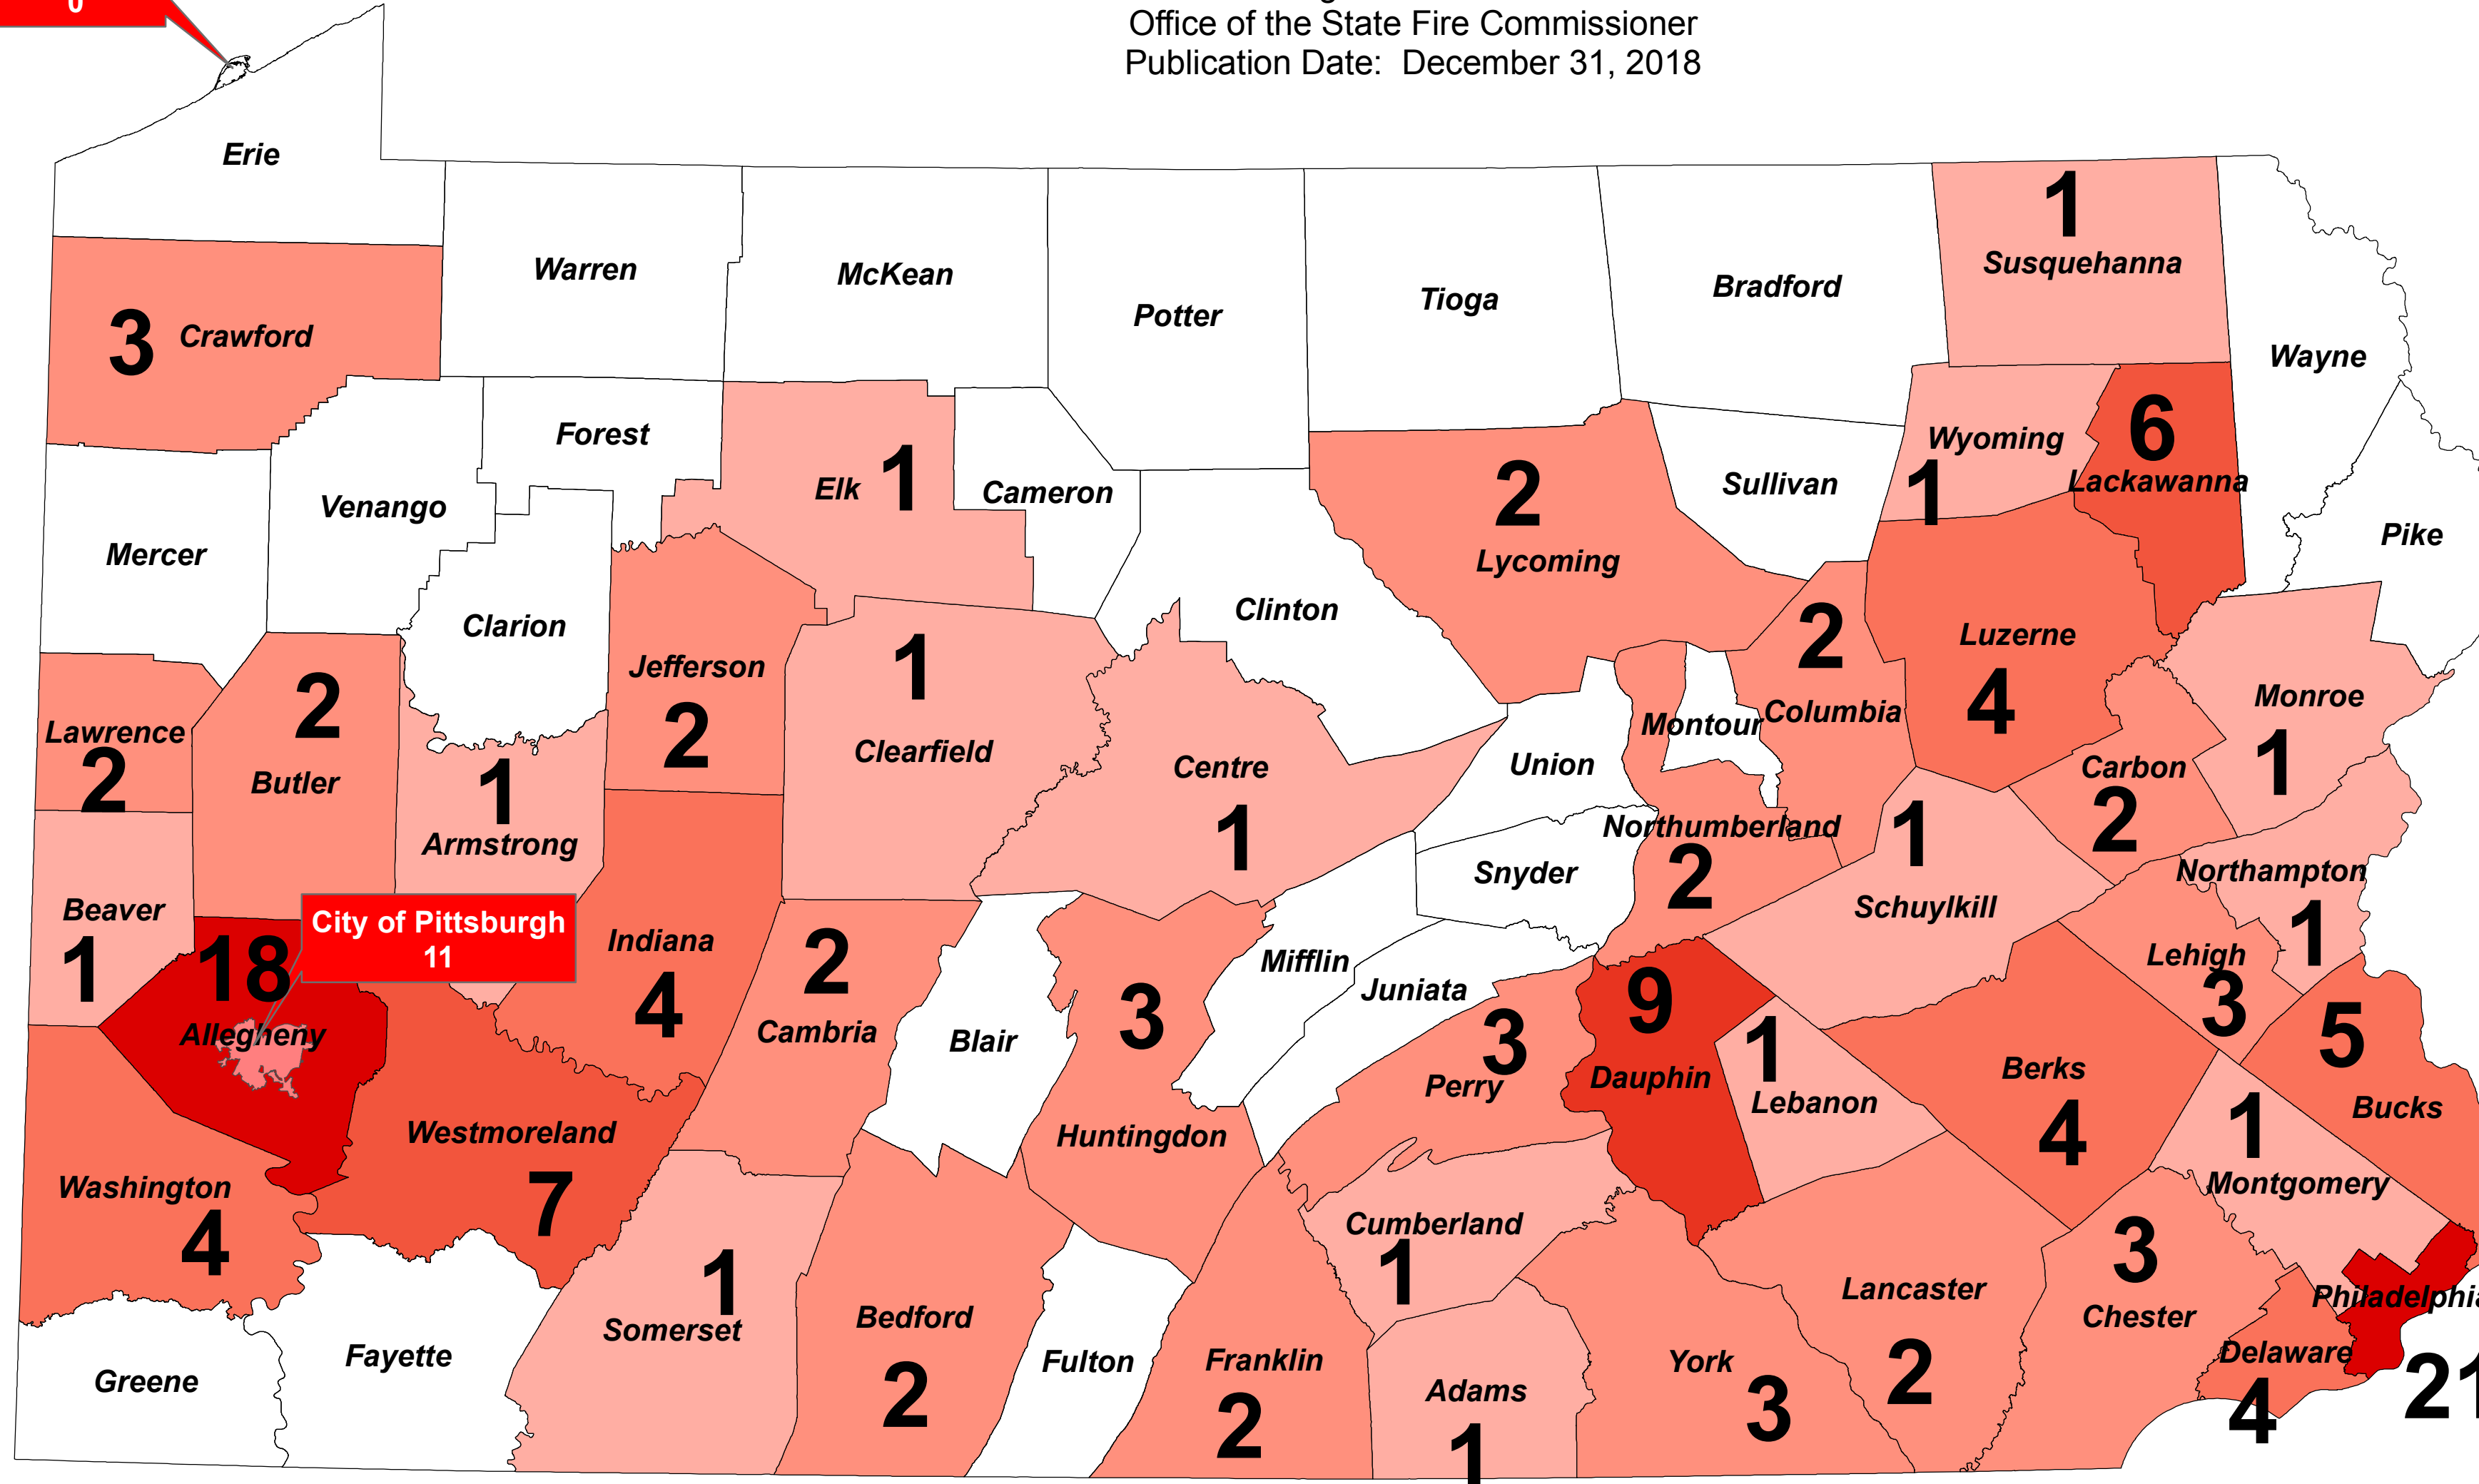 0
Office of the State Fire Commissioner
Publication Date: December 31, 2018
Erie
1
Susquehanna
Warren
McKean
Potter
Tioga
Bradford
Wayne
3 Crawford
Forest
Elk 1
Cameron
2
Lycoming
Sullivan
Wyoming
1
6
Lackawanna
Pike
Venango
Mercer
Clarion
Clinton
Jefferson
2
1
Clearfield
2
Columbia
Luzerne
4
Monroe
1
Lawrence
2
2
Butler
1
Armstrong
Centre
1
Union
Montour
Northumberland
2
1
Schuylkill
Carbon
2
Northampton
1
Snyder
Beaver
1
18
Allegheny
City of Pittsburgh
11
Indiana
4
2
Cambria
Blair
3
Huntingdon
Mifflin
Juniata
3
Perry
9
Dauphin
1
Lebanon
Berks
4
Lehigh
3
5
Bucks
1
Montgomery
Washington
4
Westmoreland
7
Cumberland
1
Greene
Fayette
1
Somerset
Bedford
2
Fulton
Franklin
2
Adams
1
York
3
Lancaster
2
3
Chester
Delaware
4
Philadelphia
21